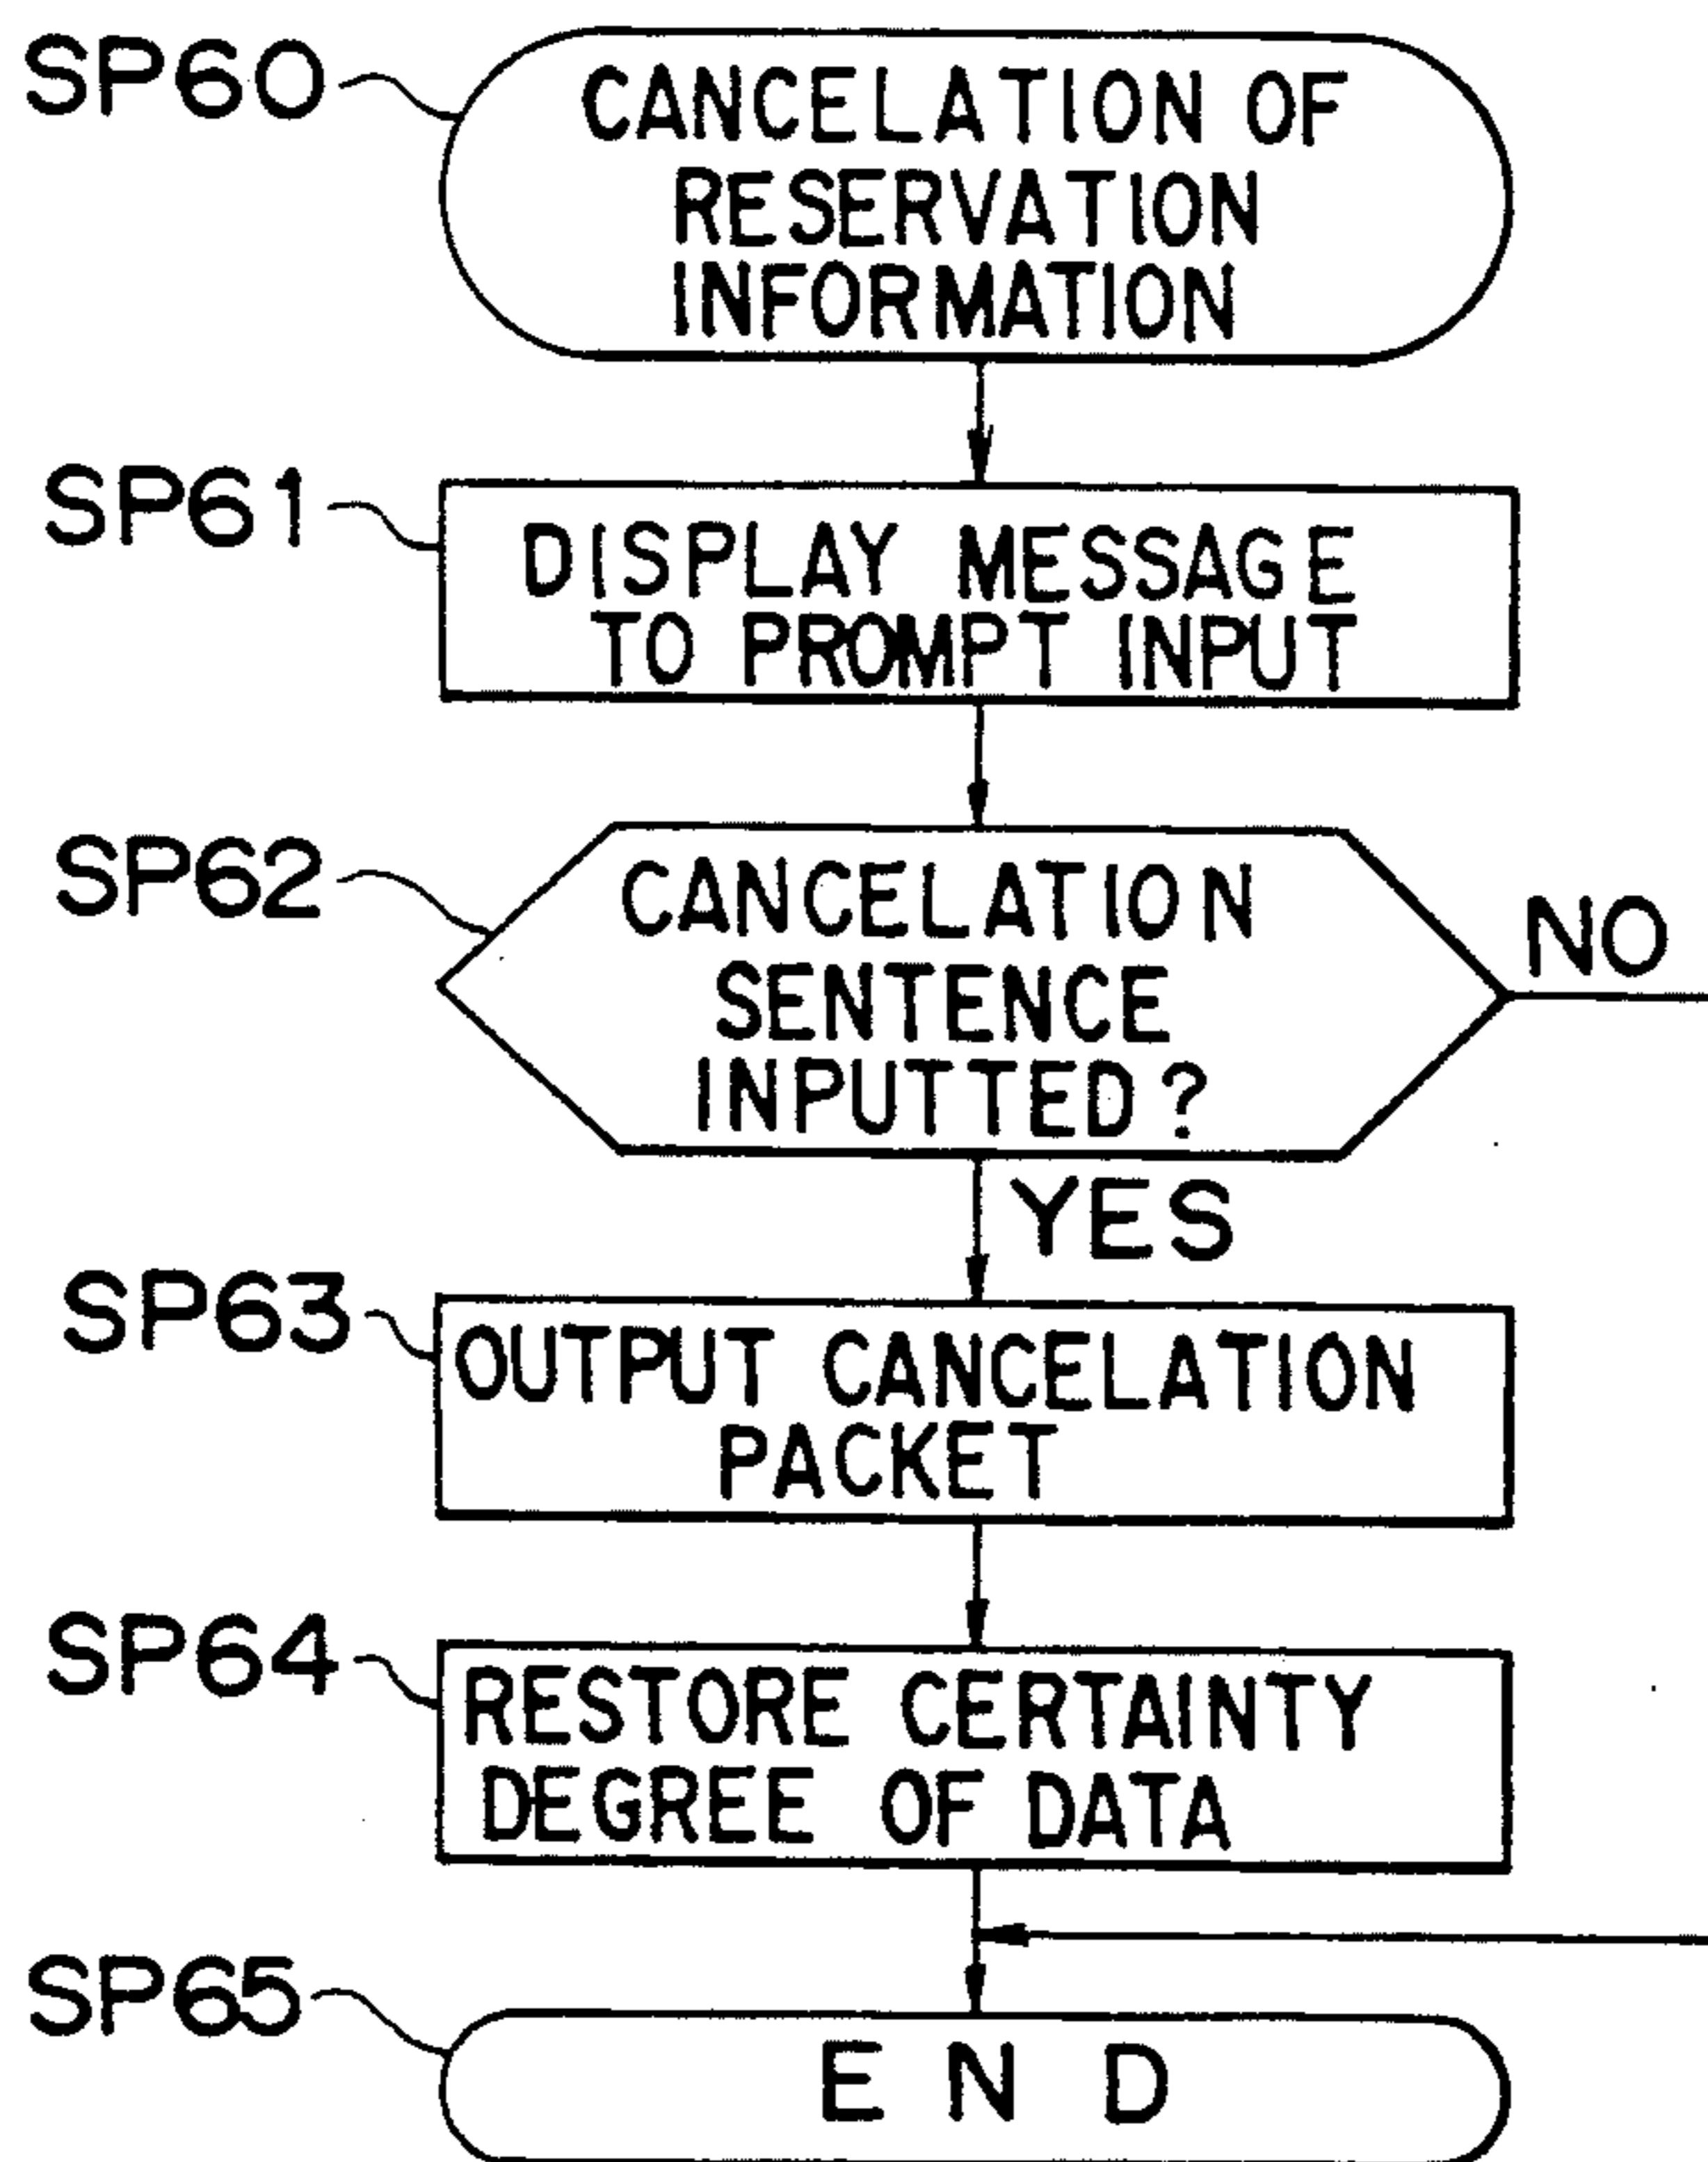 SP60
CANCELATION OF
RESERVATION
INFORMATION
SP61
DISPLAY MESSAGE
TO PROMPT INPUT
SP62
CANCELATION
SENTENCE
INPUTTED?
NO
YES
SP63
OUTPUT CANCELATION
PACKET
SP64
RESTORE CERTAINTY
DEGREE OF DATA
SP65
END